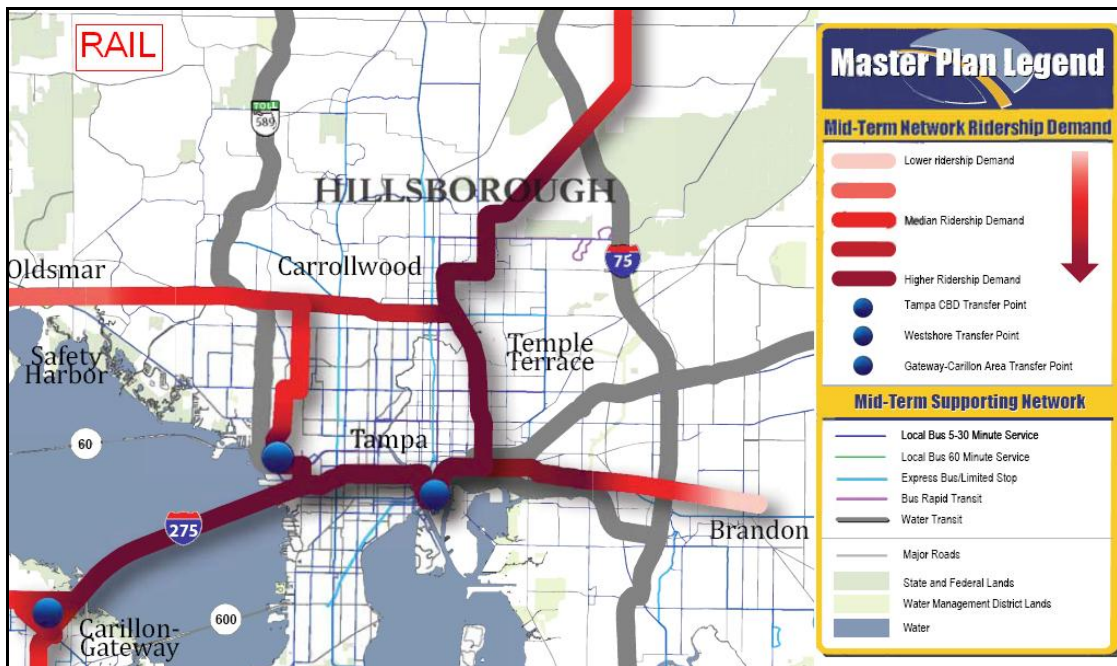 RAIL
TOLL
589
HILLSBOROUGH
75
Oldsmar
Carrollwood
Safety
Harbor
Temple
Terrace
60
Tampa
275
Brandon
600
Carillon-
Gateway
Master Plan Legend
Mid-Term Network Ridership Demand
Lower ridership Demand
Median Ridership Demand
Higher Ridership Demand
Tampa CBD Transfer Point
Westshore Transfer Point
Gateway-Carillon Area Transfer Point
Mid-Term Supporting Network
Local Bus 5-30 Minute Service
Local Bus 60 Minute Service
Express Bus/Limited Stop
Bus Rapid Transit
Water Transit
Major Roads
State and Federal Lands
Water Management District Lands
Water